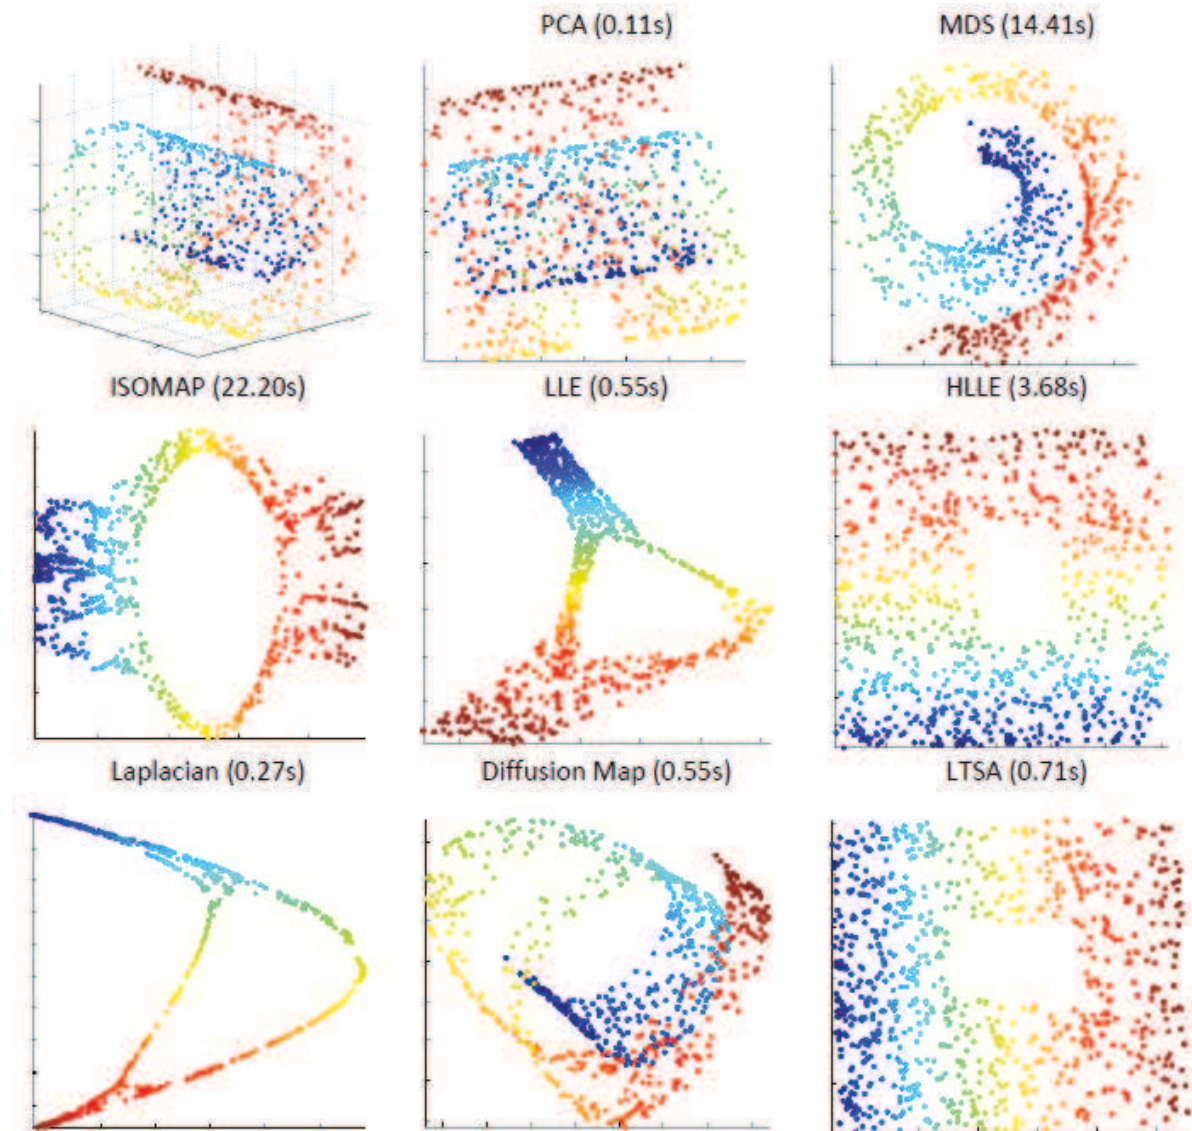 PCA (0.11s)
MDS (14.41s)
ISOMAP (22.20s)
LLE (0.55s)
HLLE (3.68s)
Laplacian (0.27s)
Diffusion Map (0.55s)
LTSA (0.71s)